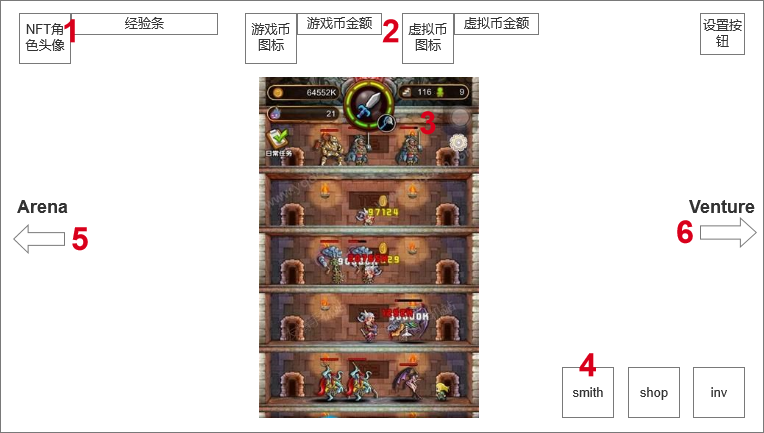 NFT角
色头像
1
经验条
游戏币
图标
游戏币金额
2
虚拟币
图标
虚拟币金额
设置按
钮
64552K
116
9
21
3
日常任务
97124
Arena
5
Venture
6
4
smith
shop
inv